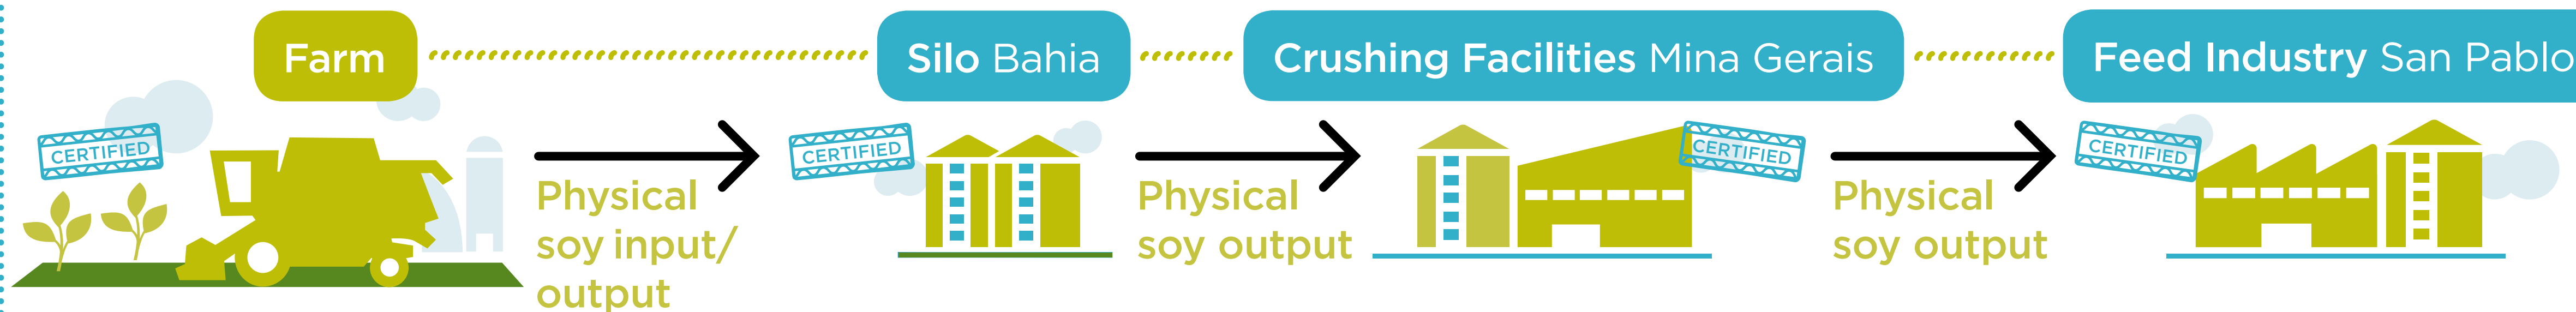 Farm
Silo Bahia
Crushing Facilities Mina Gerais
Feed Industry San Pablo
CERTIFIED
CERTIFIED
CERTIFIED
CERTIFIED
Physical
soy input/
output
Physical
soy output
Physical
soy output